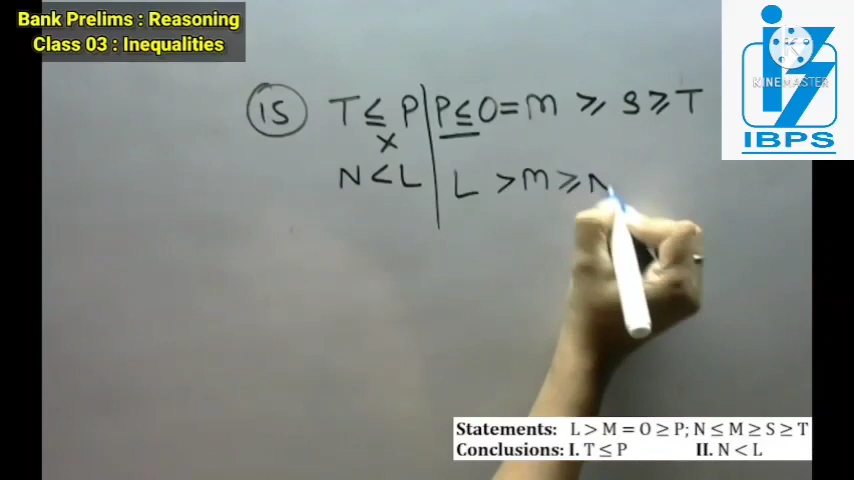 Bank Prelims : Reasoning
Class 03 : Inequalities
KINEMASTER
IBPS
15 T ≤ P P ≤ O = M ≥ S ≥ T
×
N < L L > M ≥ N
Statements: L > M = O ≥ P; N ≤ M ≥ S ≥ T
Conclusions: I. T ≤ P II. N < L